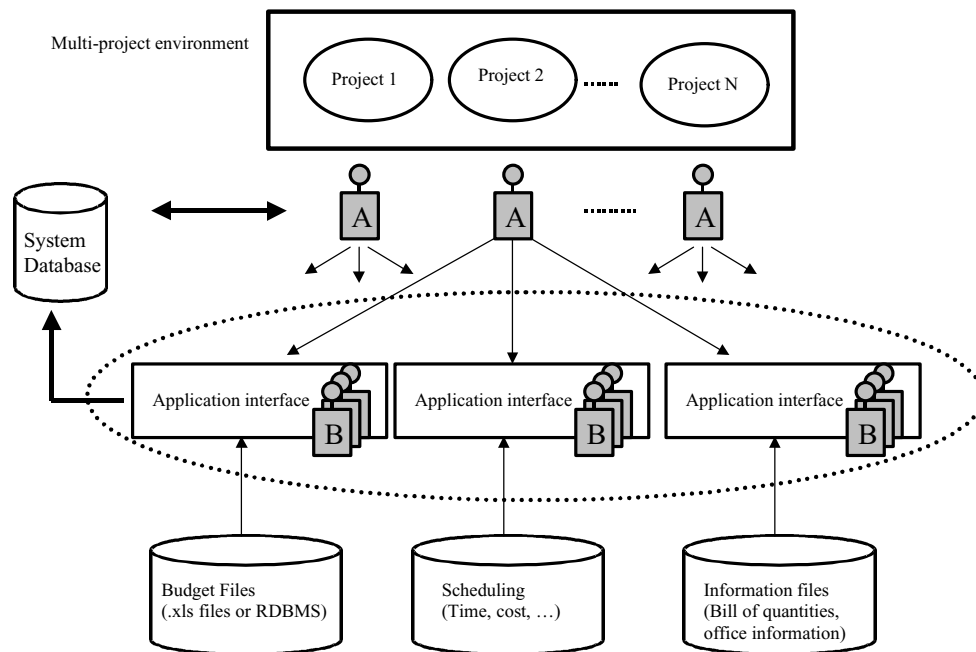 Multi-project environment
Project 1
Project 2
......
Project N
A
A
........
A
System
Database
Application interface
B
Application interface
B
Application interface
B
Budget Files
(.xls files or RDBMS)
Scheduling
(Time, cost, …)
Information files
(Bill of quantities,
office information)